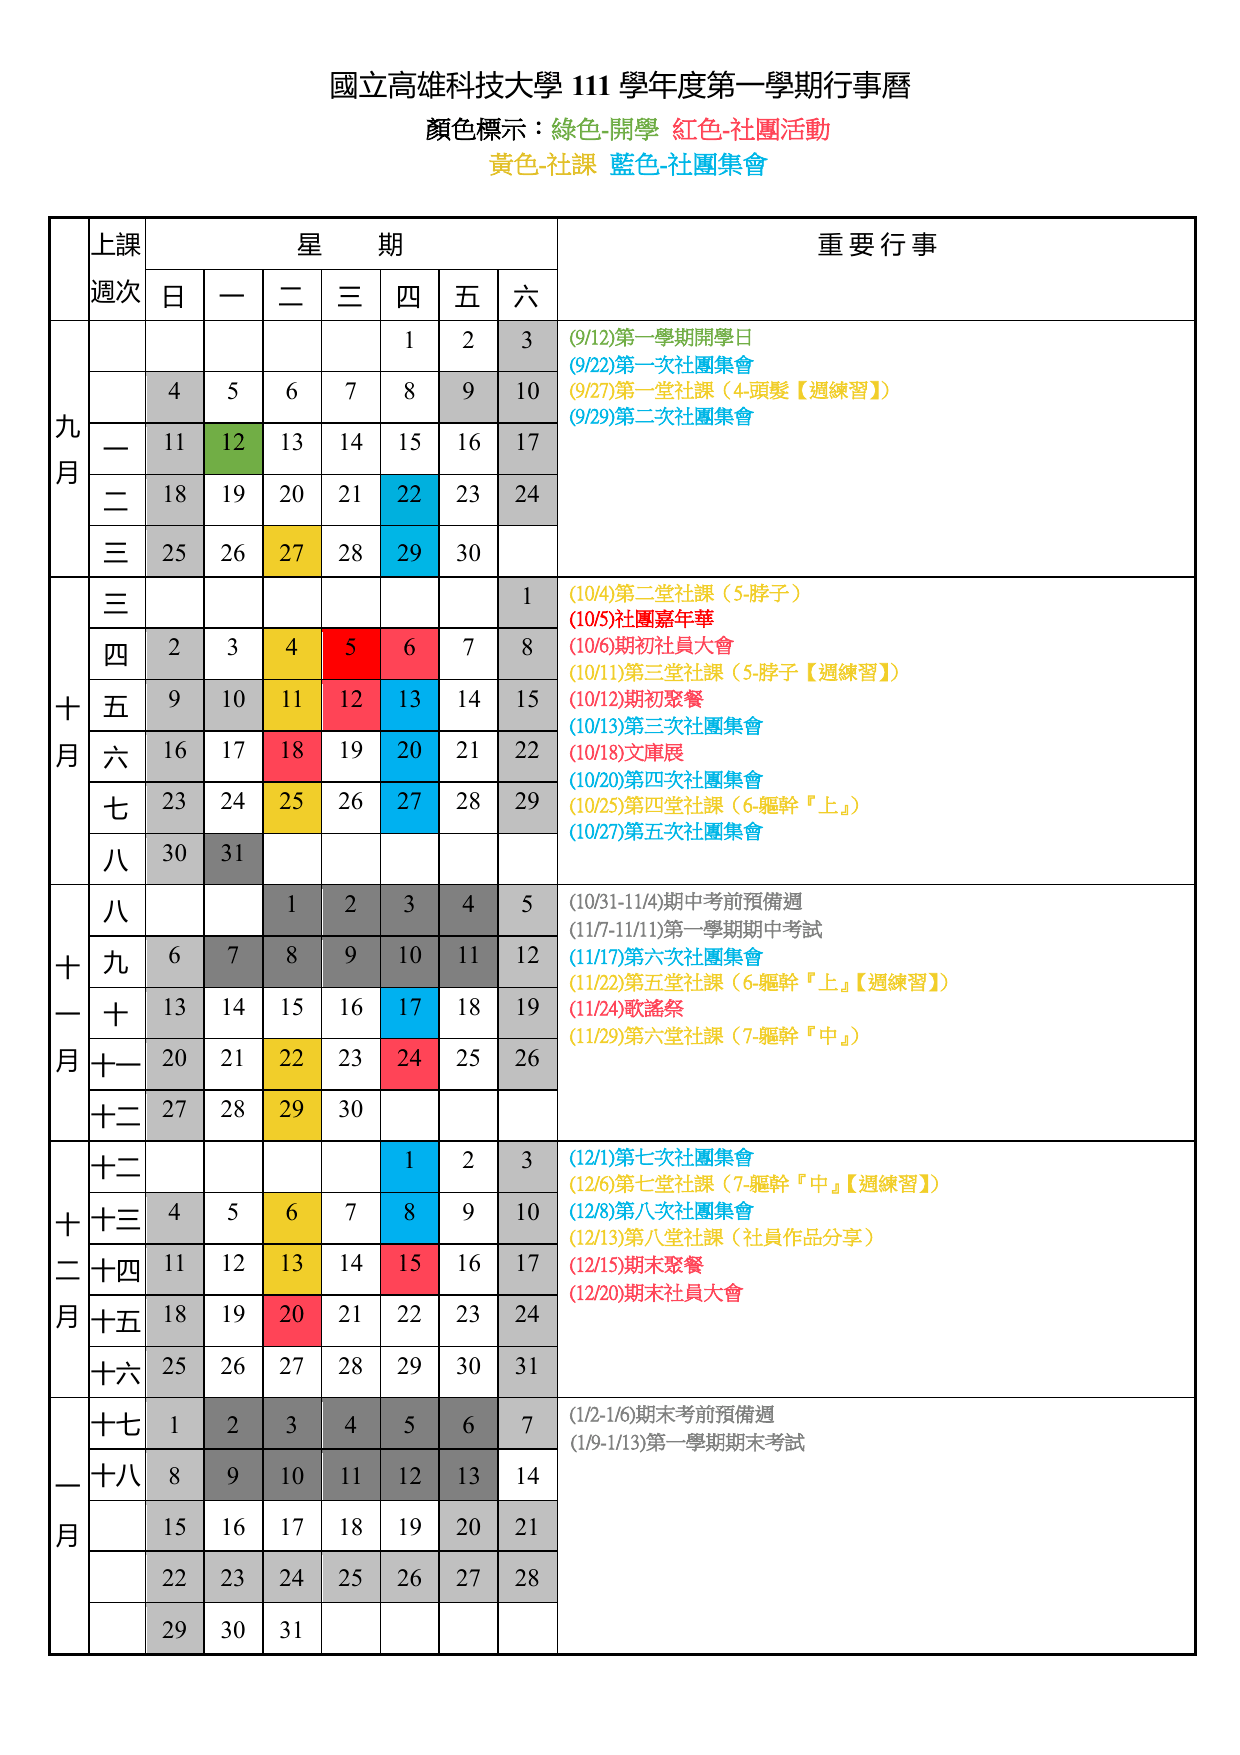 國立高雄科技大學 111 學年度第一學期行事曆
顏色標示：綠色-開學 紅色-社團活動
黃色-社課 藍色-社團集會
上課週次 星 期 重要行事
日 一 二 三 四 五 六
九月
1 2 3
4 5 6 7 8 9 10
一 11 12 13 14 15 16 17
二 18 19 20 21 22 23 24
三 25 26 27 28 29 30
(9/12)第一學期開學日
(9/22)第一次社團集會
(9/27)第一堂社課（4-頭髮【週練習】）
(9/29)第二次社團集會
十月
三 1
四 2 3 4 5 6 7 8
五 9 10 11 12 13 14 15
六 16 17 18 19 20 21 22
七 23 24 25 26 27 28 29
八 30 31
(10/4)第二堂社課（5-脖子）
(10/5)社團嘉年華
(10/6)期初社員大會
(10/11)第三堂社課（5-脖子【週練習】）
(10/12)期初聚餐
(10/13)第三次社團集會
(10/18)文庫展
(10/20)第四次社團集會
(10/25)第四堂社課（6-軀幹『上』）
(10/27)第五次社團集會
十一月
八 1 2 3 4 5
九 6 7 8 9 10 11 12
十 13 14 15 16 17 18 19
十一 20 21 22 23 24 25 26
十二 27 28 29 30
(10/31-11/4)期中考前預備週
(11/7-11/11)第一學期期中考試
(11/17)第六次社團集會
(11/22)第五堂社課（6-軀幹『上』【週練習】）
(11/24)歌謠祭
(11/29)第六堂社課（7-軀幹『中』）
十二月
十二 1 2 3
十三 4 5 6 7 8 9 10
十四 11 12 13 14 15 16 17
十五 18 19 20 21 22 23 24
十六 25 26 27 28 29 30 31
(12/1)第七次社團集會
(12/6)第七堂社課（7-軀幹『中』【週練習】）
(12/8)第八次社團集會
(12/13)第八堂社課（社員作品分享）
(12/15)期末聚餐
(12/20)期末社員大會
一月
十七 1 2 3 4 5 6 7
十八 8 9 10 11 12 13 14
15 16 17 18 19 20 21
22 23 24 25 26 27 28
29 30 31
(1/2-1/6)期末考前預備週
(1/9-1/13)第一學期期末考試